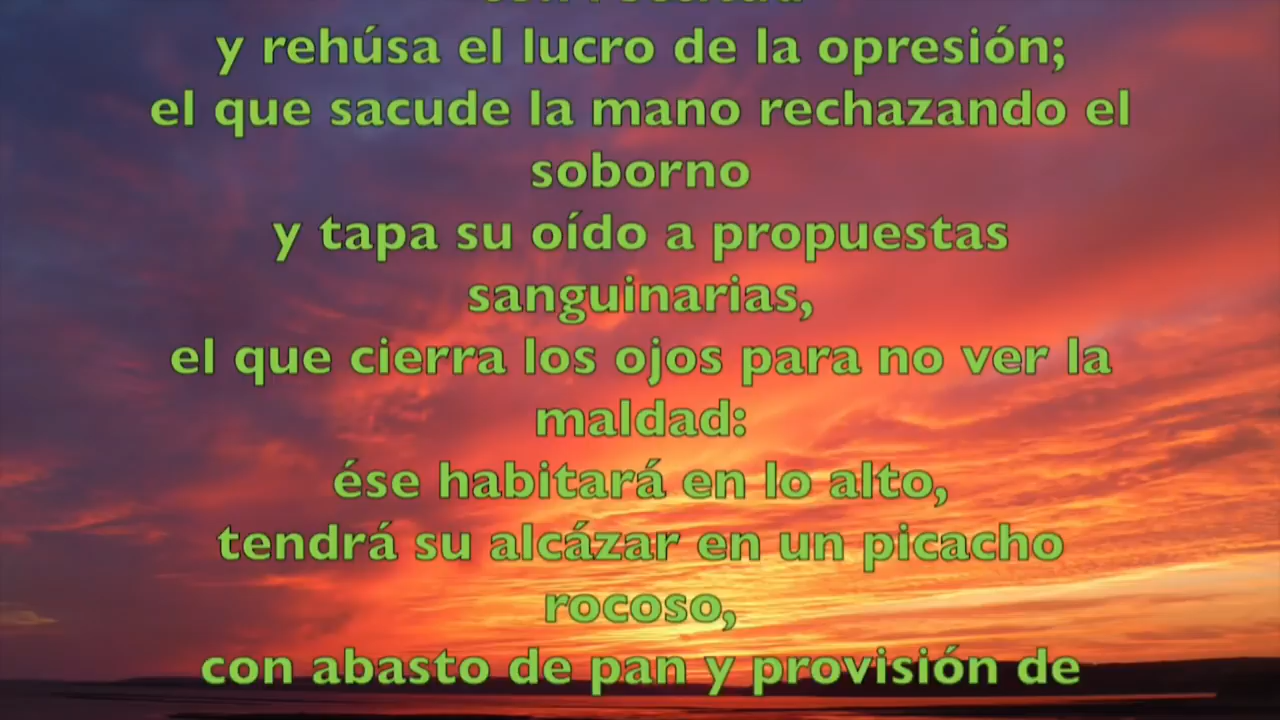 y rehúsa el lucro de la opresión;
el que sacude la mano rechazando el
soborno
y tapa su oído a propuestas
sanguinarias,
el que cierra los ojos para no ver la
maldad:
ése habitará en lo alto,
tendrá su alcázar en un picacho
rocoso,
con abasto de pan y provisión de